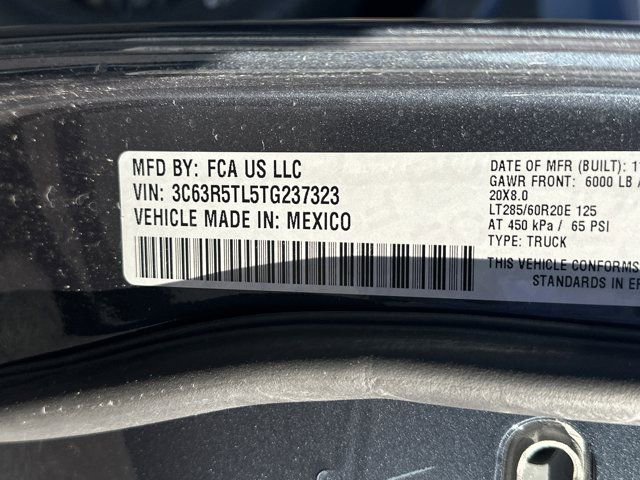 MFD BY: FCA US LLC
VIN: 3C63R5TL5TG237323
VEHICLE MADE IN: MEXICO
DATE OF MFR (BUILT): 1
GAWR FRONT: 6000 LB
20X8.0
LT285/60R20E 125
AT 450 kPa / 65 PSI
TYPE: TRUCK
THIS VEHICLE CONFORMS
STANDARDS IN